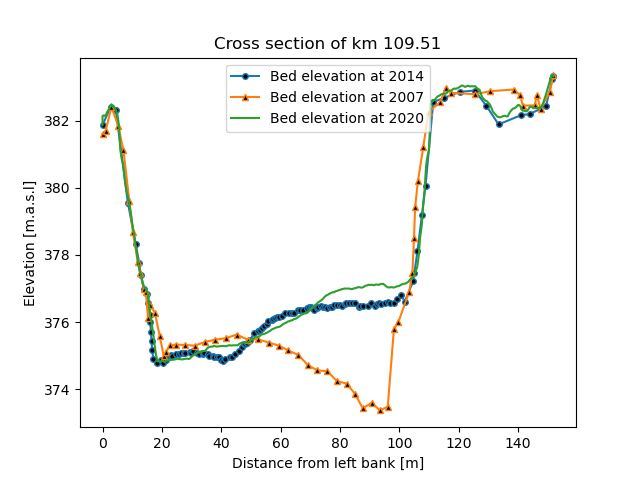 Cross section of km 109.51
Bed elevation at 2014
Bed elevation at 2007
Bed elevation at 2020
Elevation [m.a.s.l]
382
380
378
376
374
0 20 40 60 80 100 120 140
Distance from left bank [m]